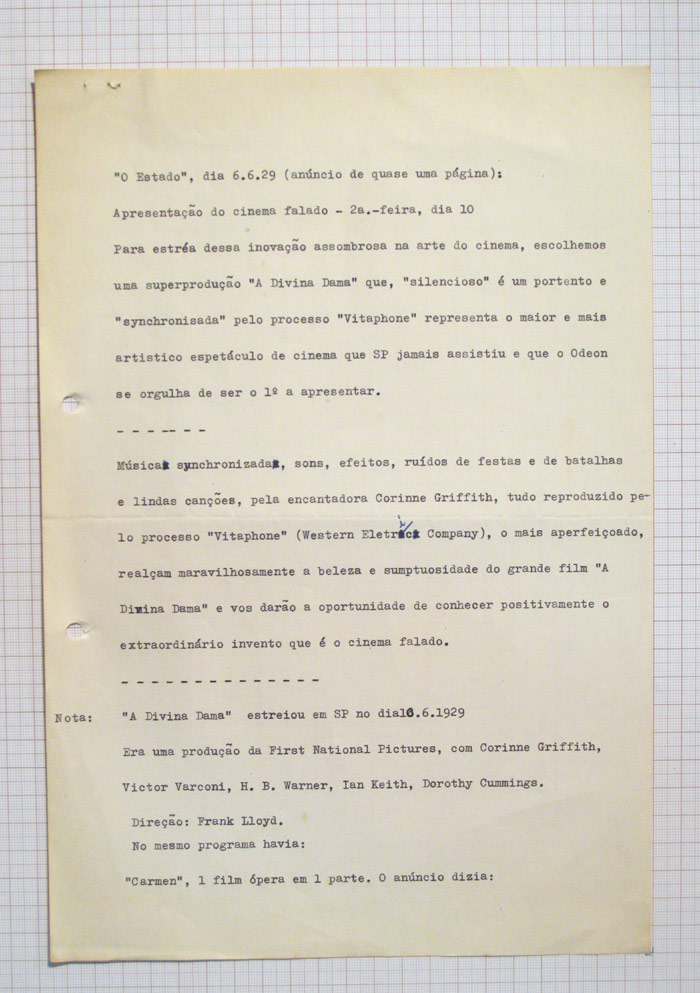 "O Estado", dia 6.6.29 (anúncio de quase uma página):
Apresentação do cinema falado - 2a.-feira, dia 10
Para estréa dessa inovação assombrosa na arte do cinema, escolhemos
uma superprodução "A Divina Dama" que, "silencioso" é um portento e
"synchronisada" pelo processo "Vitaphone" representa o maior e mais
artistico espetáculo de cinema que SP jamais assistiu e que o Odeon
se orgulha de ser o 1º a apresentar.
- - - -- - -
Música synchronizada, sons, efeitos, ruídos de festas e de batalhas
e lindas canções, pela encantadora Corinne Griffith, tudo reproduzido pe-
lo processo "Vitaphone" (Western Eletric Company), o mais aperfeiçoado,
realçam maravilhosamente a beleza e sumptuosidade do grande film "A
Divina Dama" e vos darão a oportunidade de conhecer positivamente o
extraordinário invento que é o cinema falado.
- - - - - - - - - - - - - -
Nota: "A Divina Dama" estreiou em SP no dia .6.1929
Era uma produção da First National Pictures, com Corinne Griffith,
Victor Varconi, H. B. Warner, Ian Keith, Dorothy Cummings.
Direção: Frank Lloyd.
No mesmo programa havia:
"Carmen", 1 film ópera em 1 parte. O anúncio dizia: